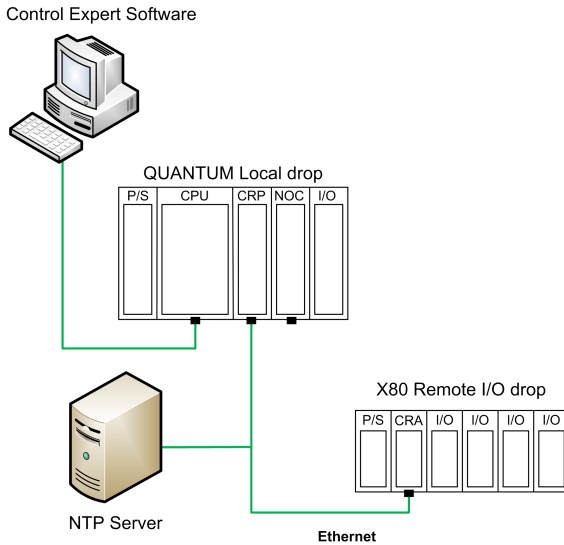 Control Expert Software
QUANTUM Local drop
P/S CPU CRP NOC I/O
X80 Remote I/O drop
P/S CRA I/O I/O I/O I/O
NTP Server
Ethernet